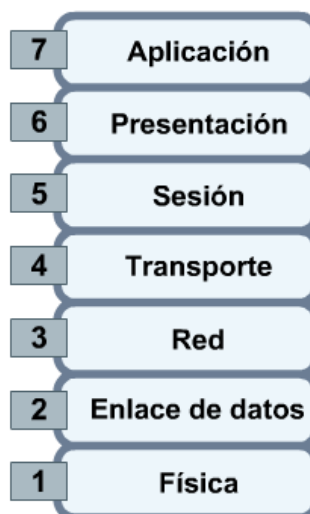 7 Aplicación
6 Presentación
5 Sesión
4 Transporte
3 Red
2 Enlace de datos
1 Física